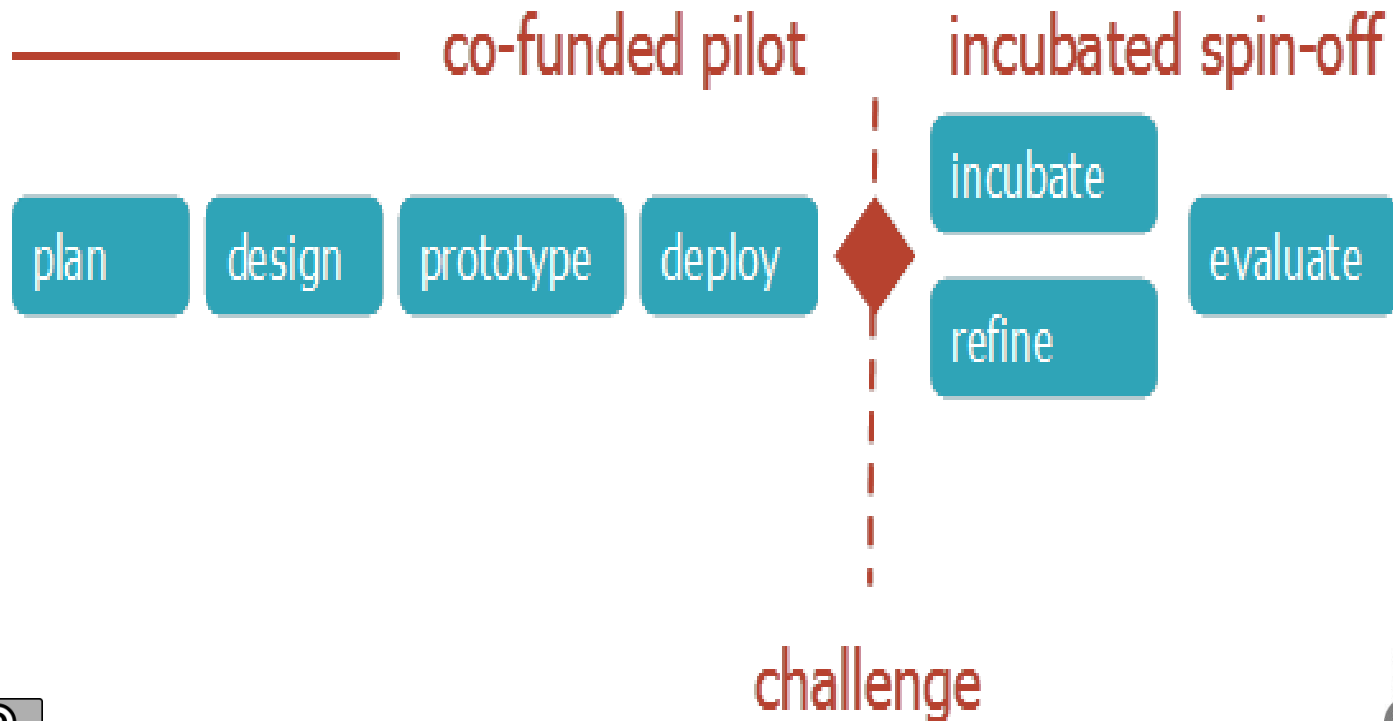 co-funded pilot
incubated spin-off
plan
design
prototype
deploy
incubate
refine
evaluate
challenge